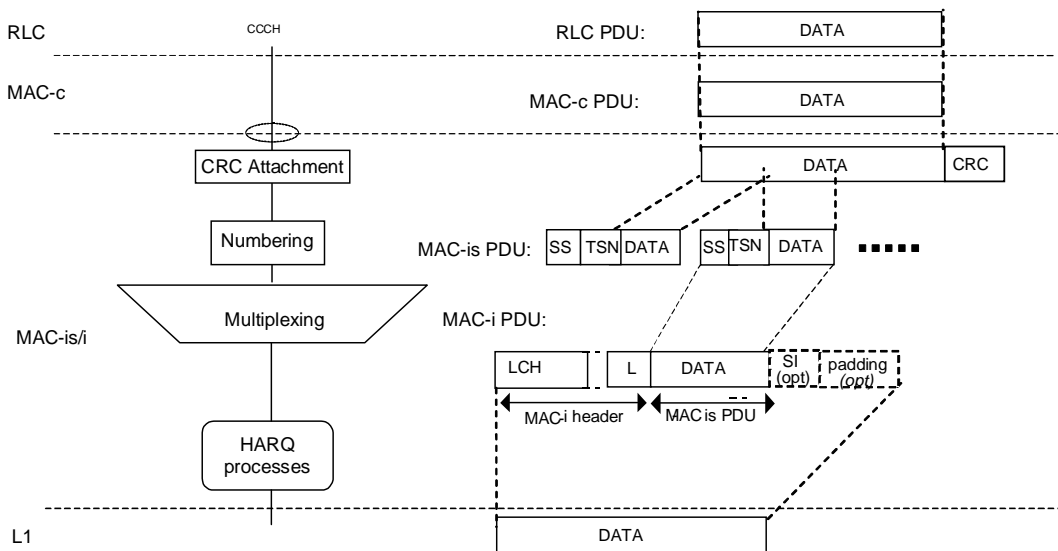 RLC
CCCH
RLC PDU:
DATA
MAC-c
MAC-c PDU:
DATA
CRC Attachment
DATA
CRC
Numbering
MAC-is PDU:
SS
TSN
DATA
SS
TSN
DATA
MAC-is/i
Multiplexing
MAC-i PDU:
LCH
L
DATA
SI
(opt)
padding
(opt)
MAC-i header
MAC-is PDU
HARQ
processes
L1
DATA